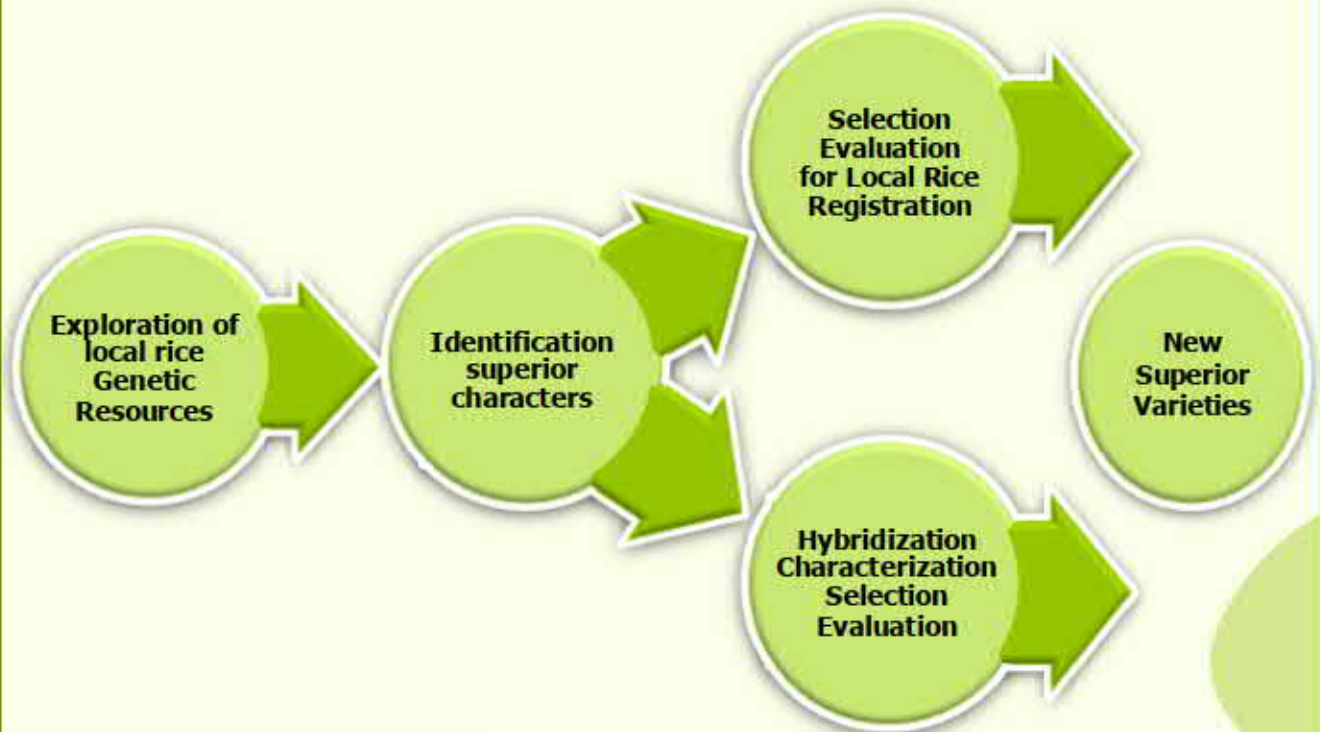 Exploration of
local rice
Genetic
Resources
Identification
superior
characters
Selection
Evaluation
for Local Rice
Registration
Hybridization
Characterization
Selection
Evaluation
New
Superior
Varieties